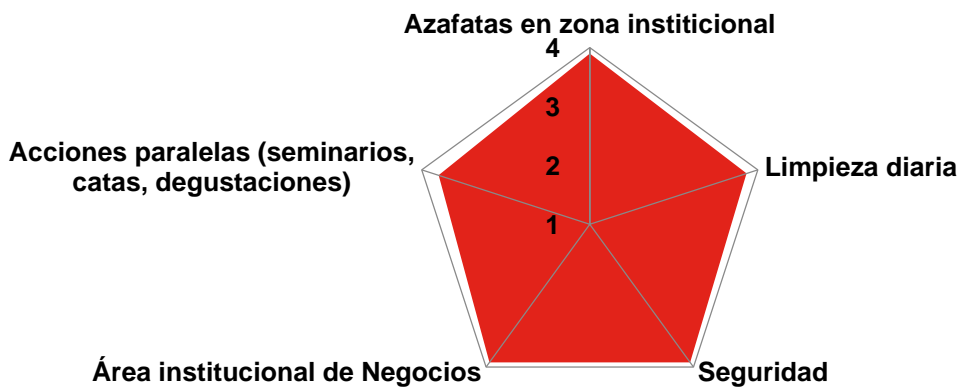 Azafatas en zona institicional
4
3
2
1
Limpieza diaria
Acciones paralelas (seminarios,
catas, degustaciones)
Área institucional de Negocios
Seguridad